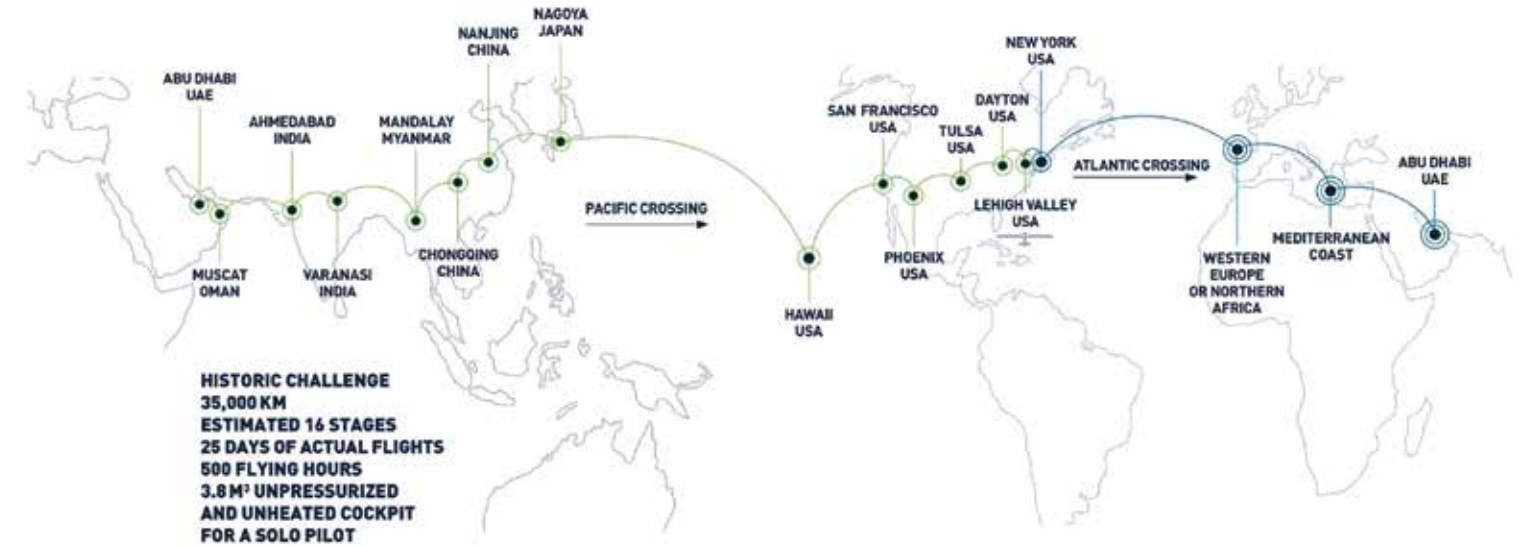 ABU DHABI
UAE
MUSCAT
OMAN
AHMEDABAD
INDIA
VARANASI
INDIA
MANDALAY
MYANMAR
CHONGQING
CHINA
NANJING
CHINA
NAGOYA
JAPAN
PACIFIC CROSSING
HAWAII
USA
SAN FRANCISCO
USA
PHOENIX
USA
TULSA
USA
DAYTON
USA
LEHIGH VALLEY
USA
NEW YORK
USA
ATLANTIC CROSSING
WESTERN
EUROPE
OR NORTHERN
AFRICA
MEDITERRANEAN
COAST
ABU DHABI
UAE
HISTORIC CHALLENGE
35,000 KM
ESTIMATED 16 STAGES
25 DAYS OF ACTUAL FLIGHTS
500 FLYING HOURS
3.8 M³ UNPRESSURIZED
AND UNHEATED COCKPIT
FOR A SOLO PILOT